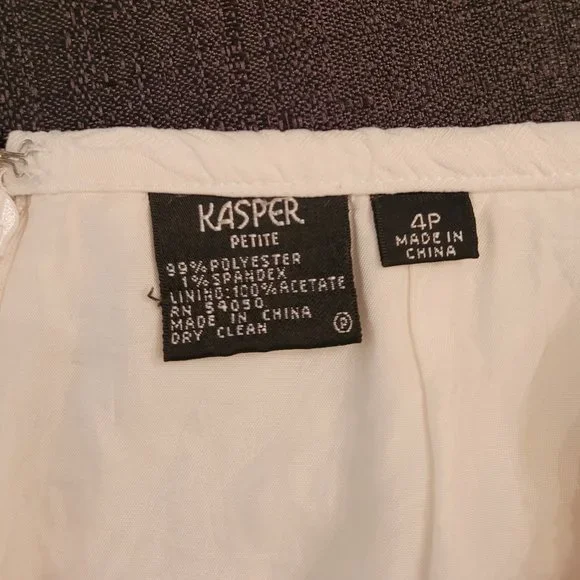 KASPER
PETITE
99% POLYESTER
1% SPANDEX
LINING:100% ACETATE
RN 54050
MADE IN CHINA
DRY CLEAN
P
4P
MADE IN
CHINA